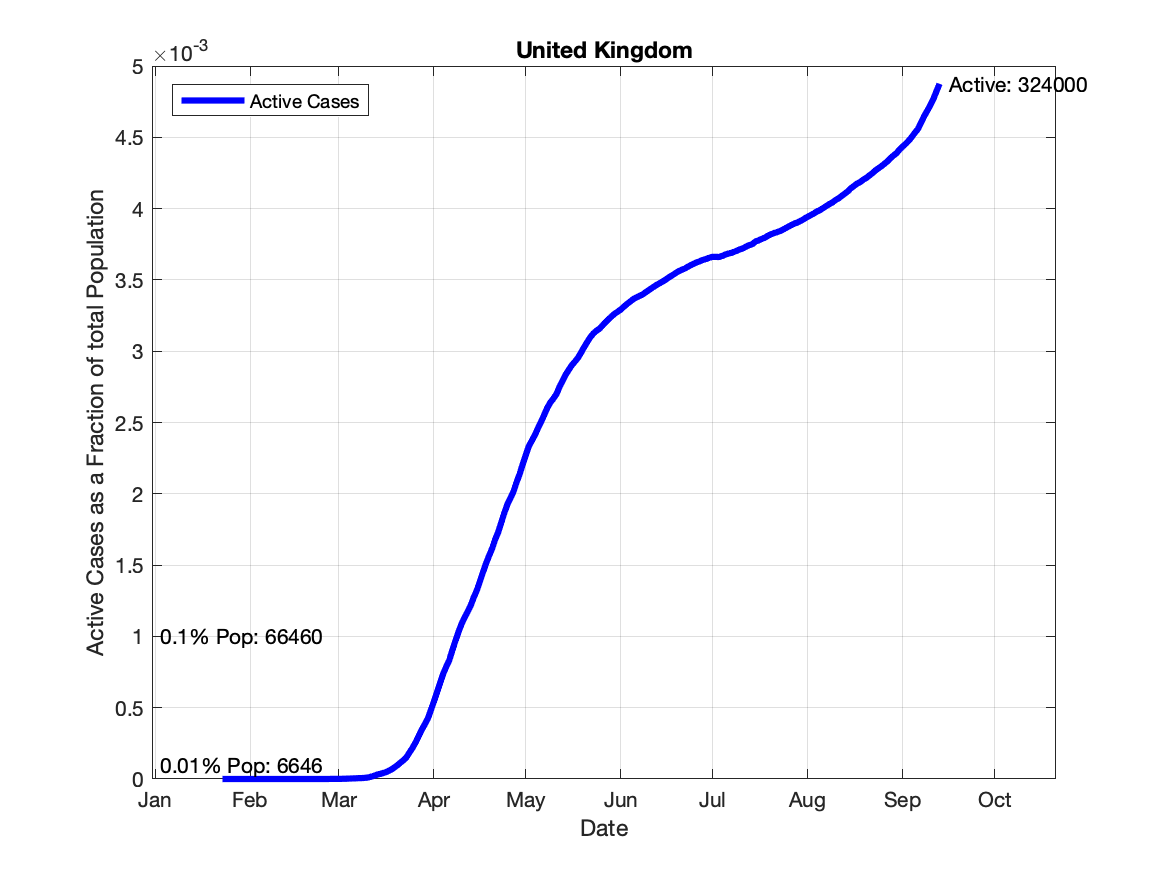 United Kingdom
×10-3
5
4.5
4
3.5
3
2.5
2
1.5
1
0.5
0
Active Cases as a Fraction of total Population
Active Cases
Active: 324000
0.1% Pop: 66460
0.01% Pop: 6646
Jan Feb Mar Apr May Jun Jul Aug Sep Oct
Date